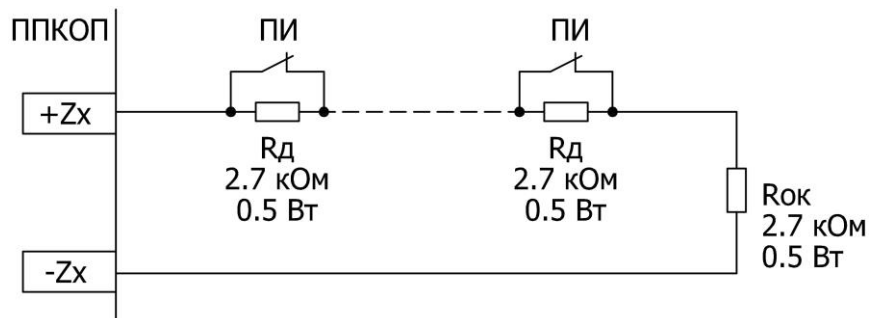 ППКОП
ПИ
ПИ
+Zx
Rд
2.7 кОм
0.5 Вт
Rд
2.7 кОм
0.5 Вт
Rок
2.7 кОм
0.5 Вт
-Zx